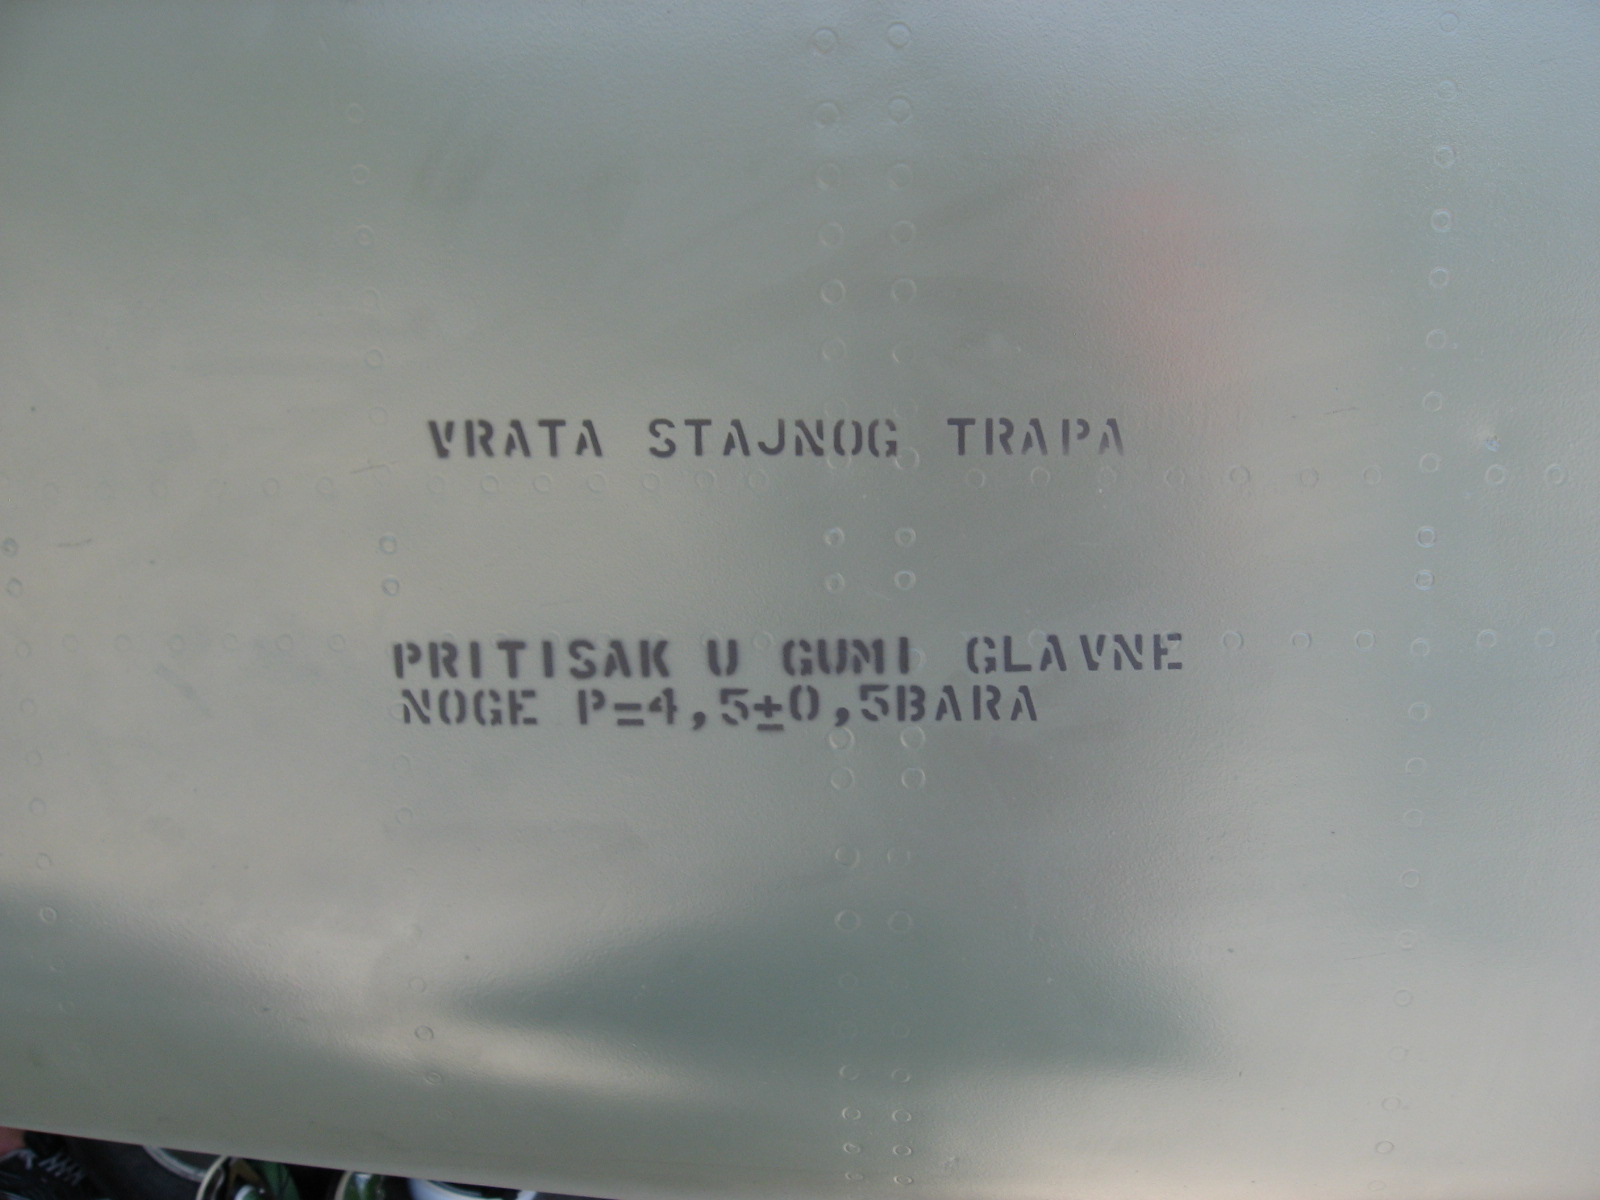 VRATA STAJNOG TRAPA
PRITISAK U GUMI GLAVNE
NOGE P=4,5±0,5BARA